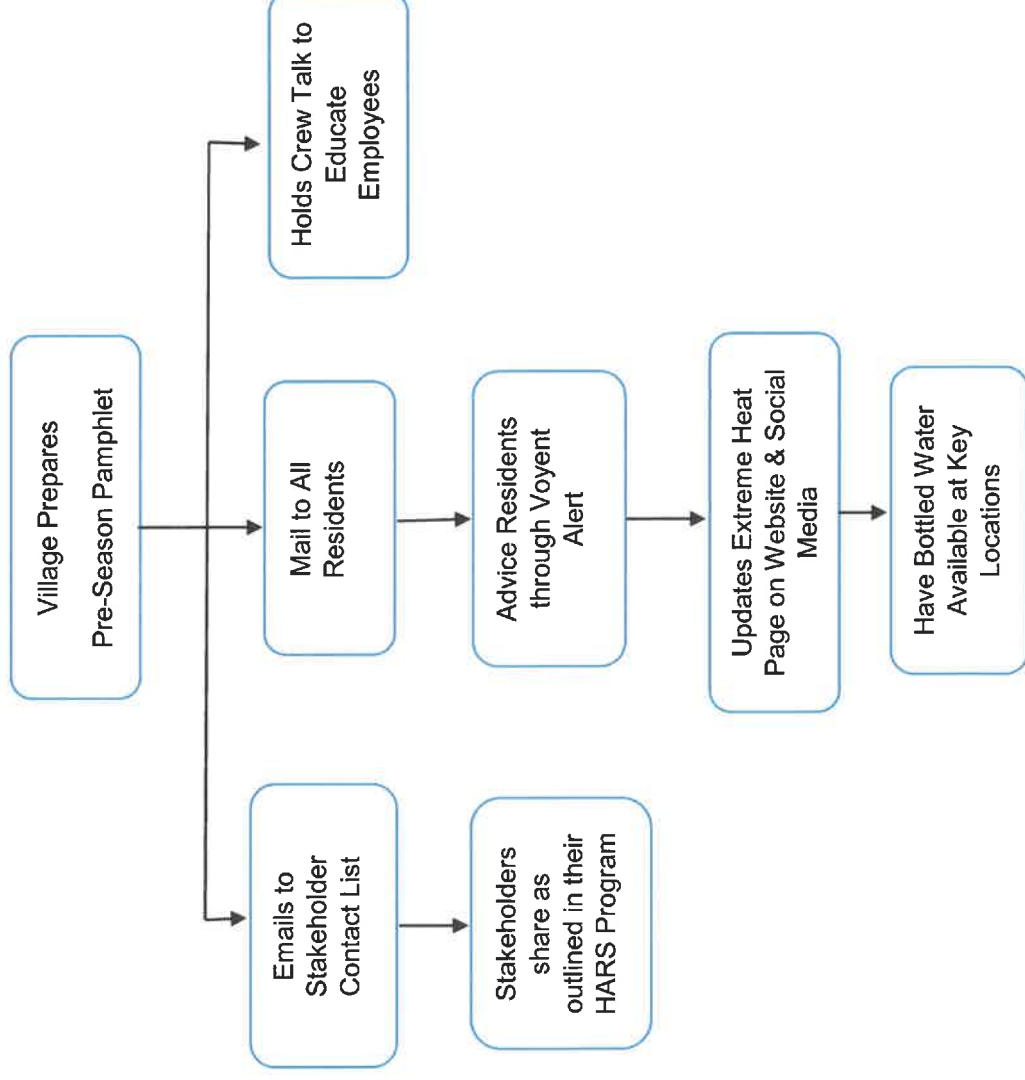 Village Prepares
Pre-Season Pamphlet
Emails to
Stakeholder
Contact List
Stakeholders
share as
outlined in their
HARS Program
Mail to All
Residents
Advice Residents
through Voyent
Alert
Updates Extreme Heat
Page on Website & Social
Media
Have Bottled Water
Available at Key
Locations
Holds Crew Talk to
Educate
Employees